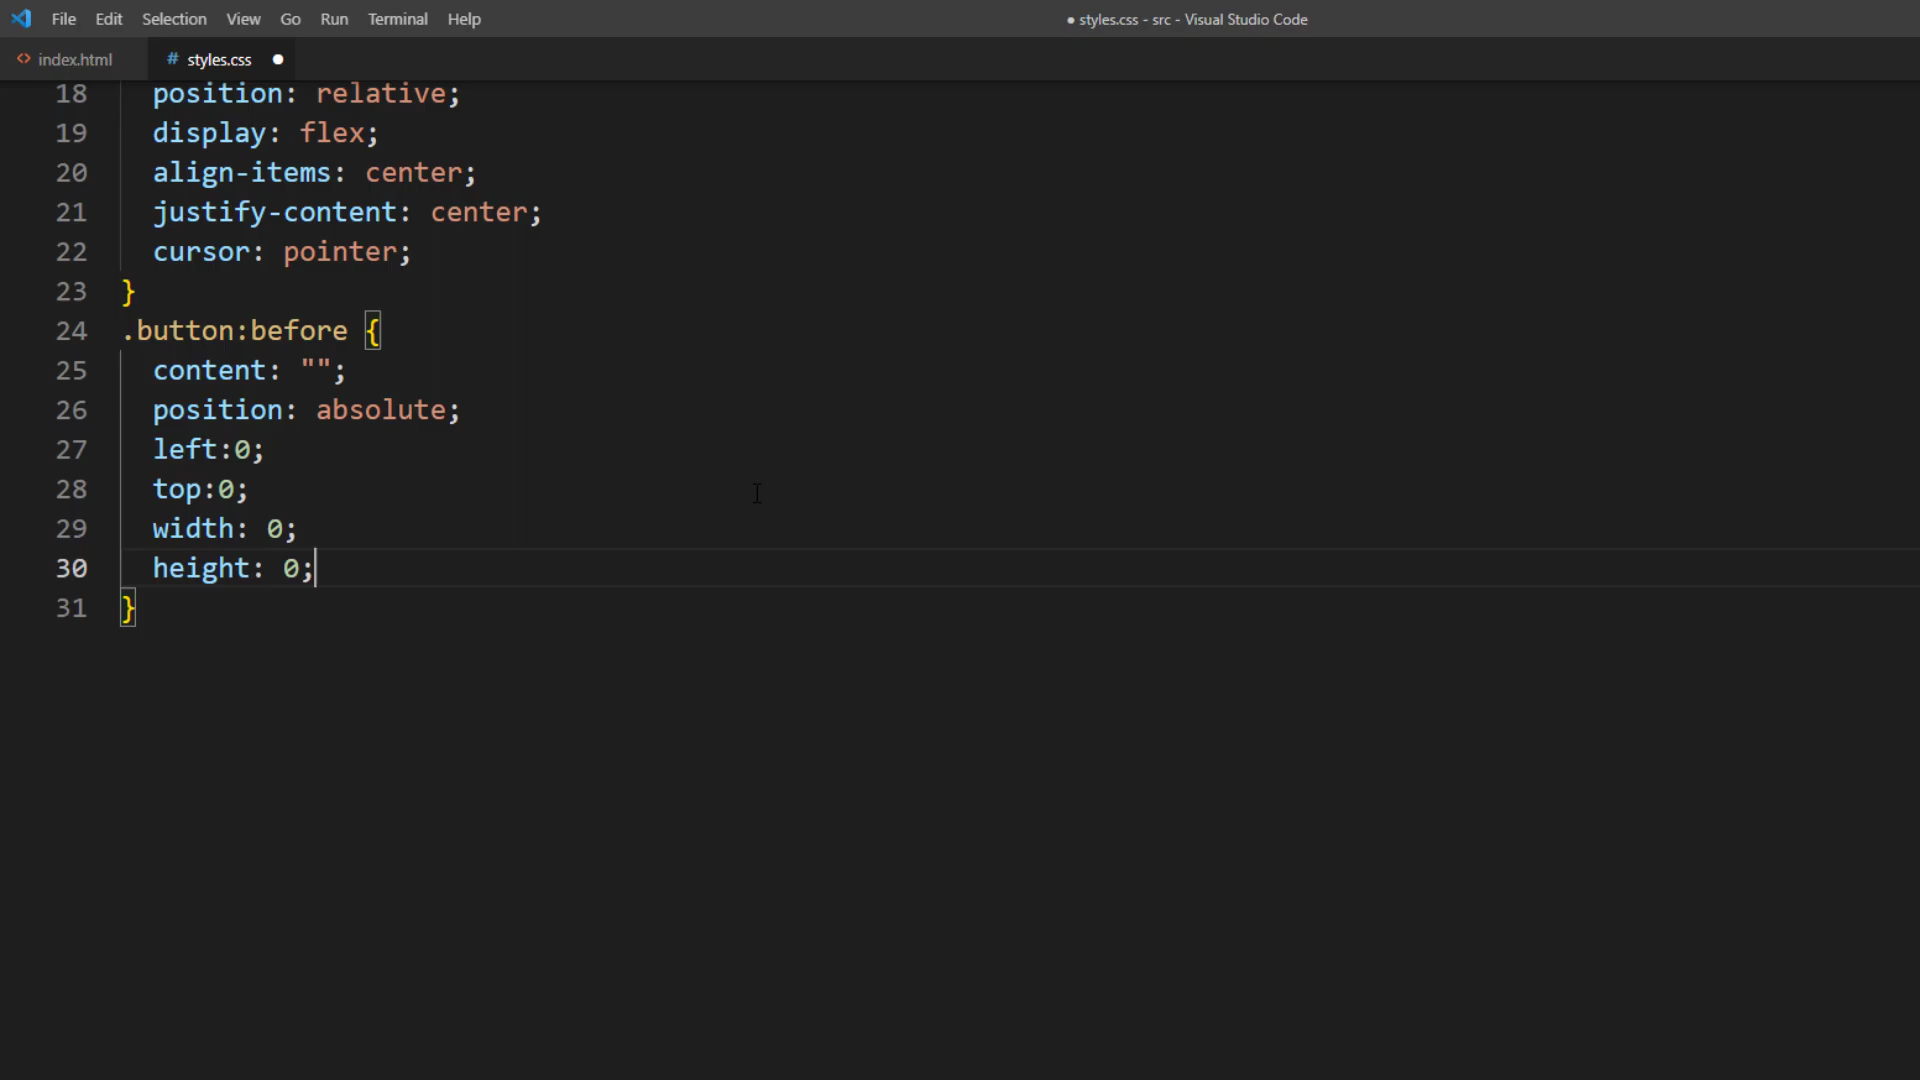 File Edit Selection View Go Run Terminal Help ● styles.css - src - Visual Studio Code
<> index.html # styles.css ●
18 position: relative;
19 display: flex;
20 align-items: center;
21 justify-content: center;
22 cursor: pointer;
23 }
24 .button:before {
25 content: "";
26 position: absolute;
27 left:0;
28 top:0;
29 width: 0;
30 height: 0;
31 }